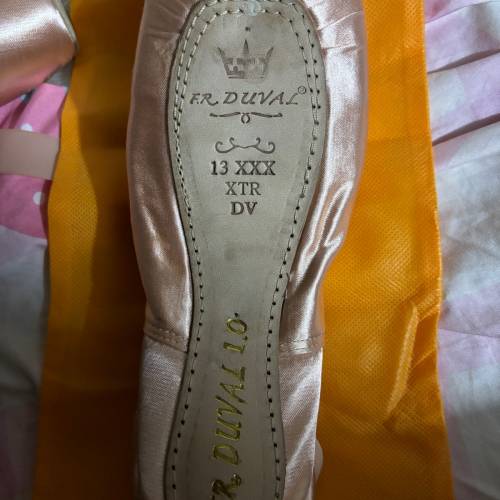 F.R. DUVAL®
13 XXX
XTR
DV
F.R. DUVAL 1.0.